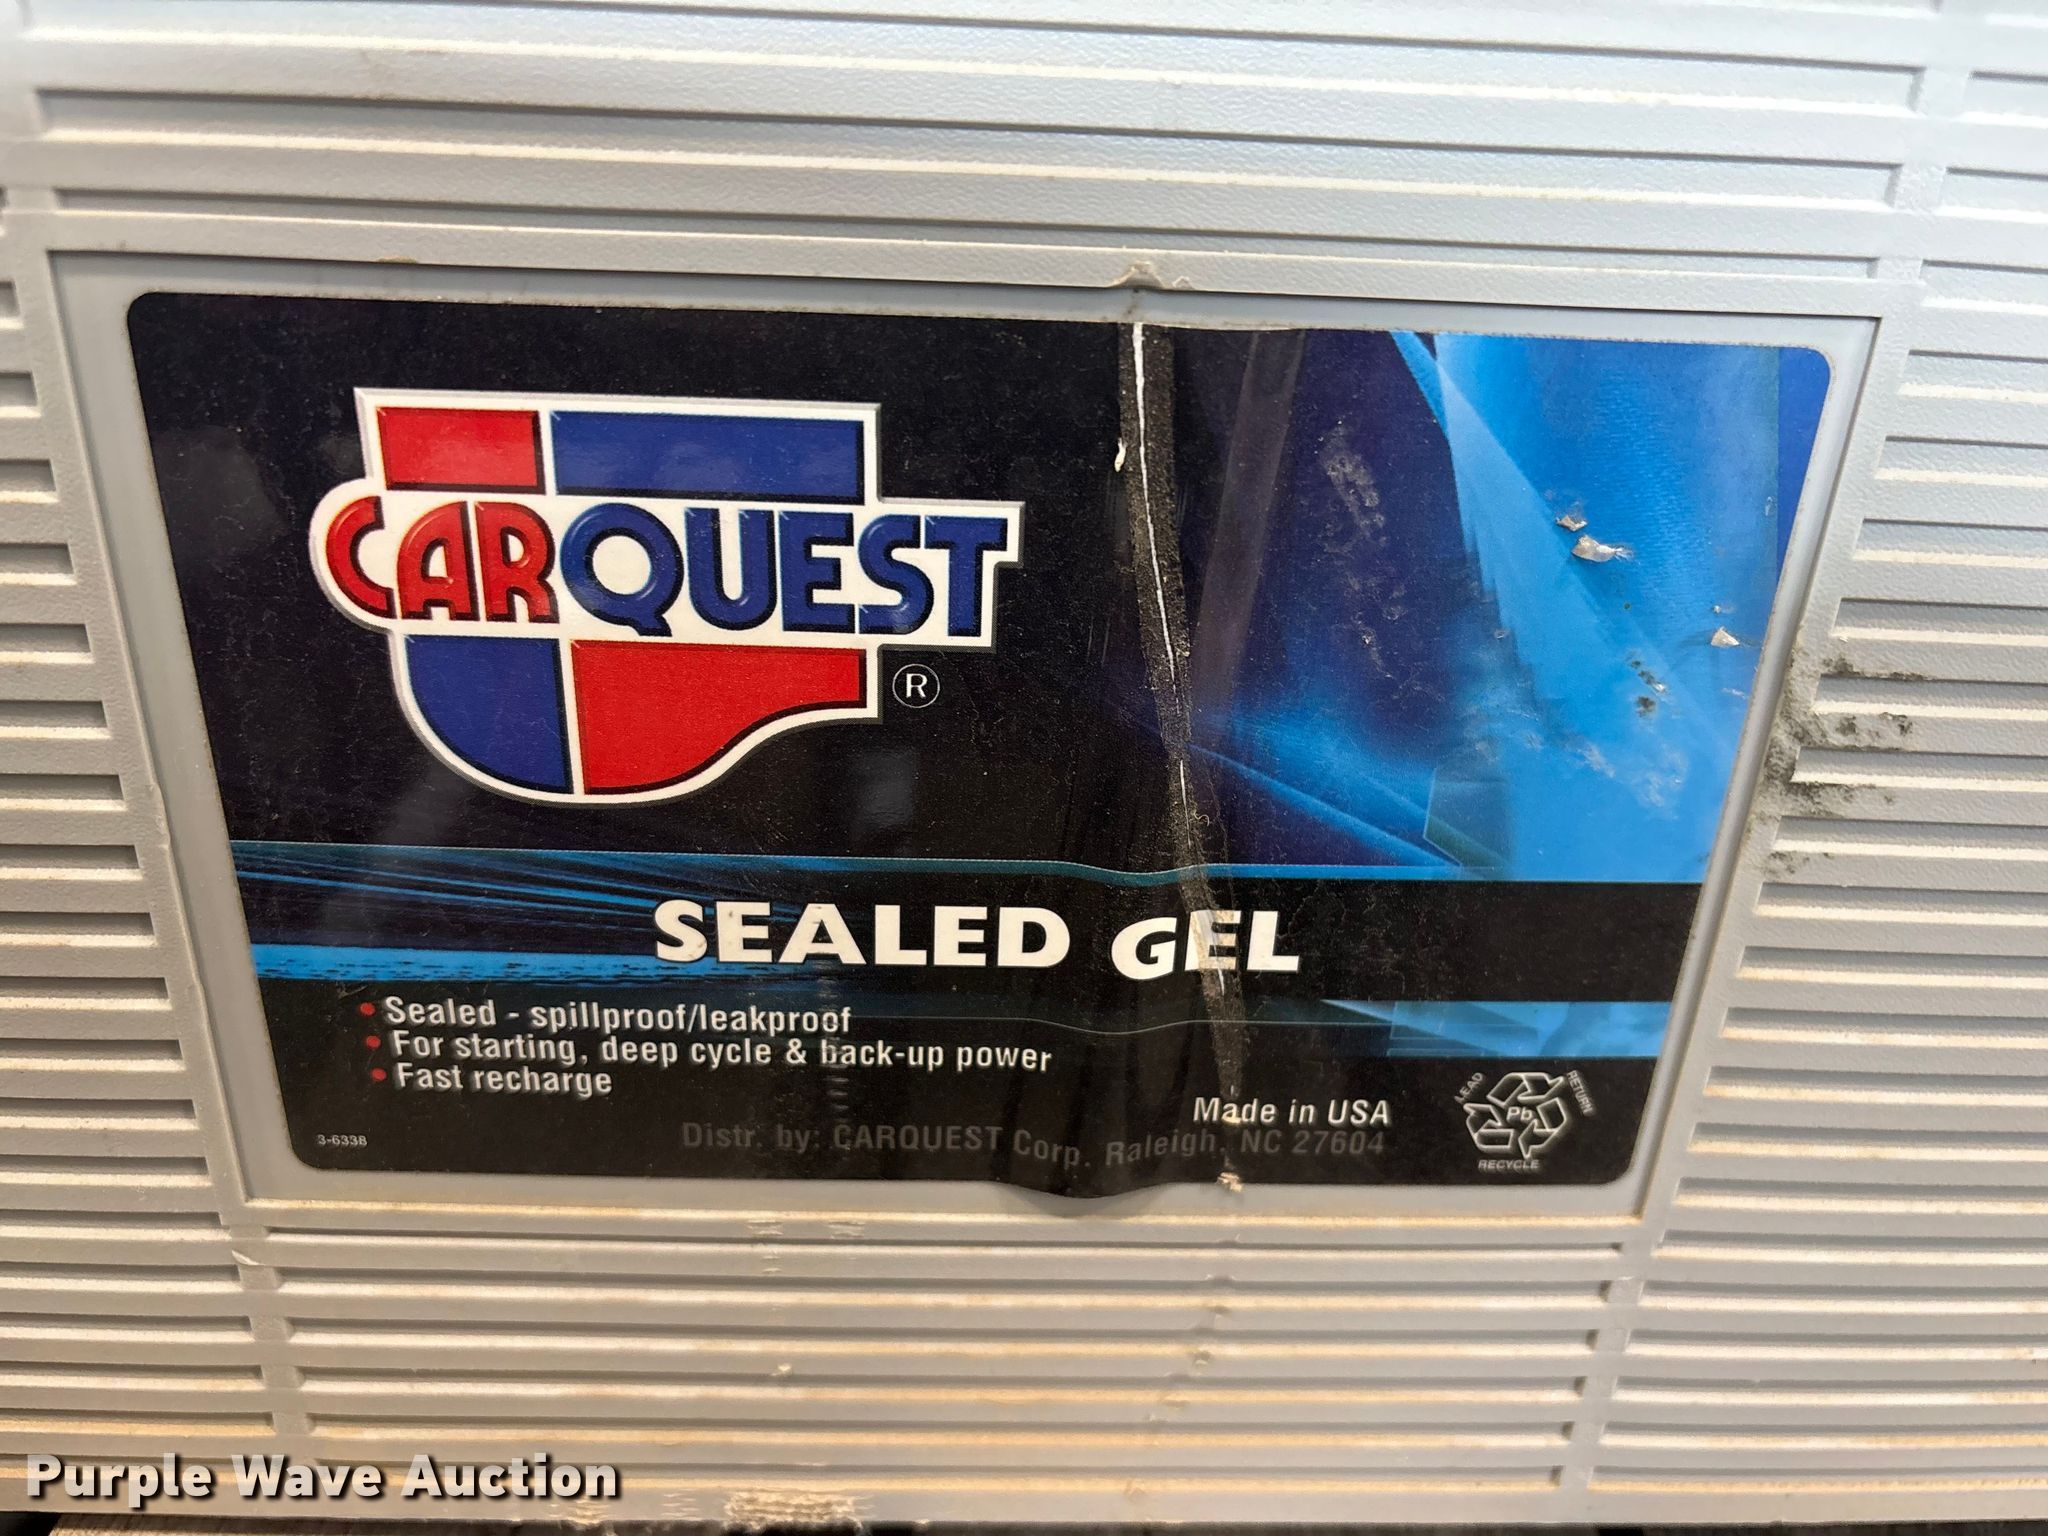 CARQUEST
®
SEALED GEL
• Sealed - spillproof/leakproof
• For starting, deep cycle & back-up power
• Fast recharge
Made in USA
3-6338
Distr. by: CARQUEST Corp. Raleigh, NC 27604
LEAD
RETURN
Pb
RECYCLE
Purple Wave Auction